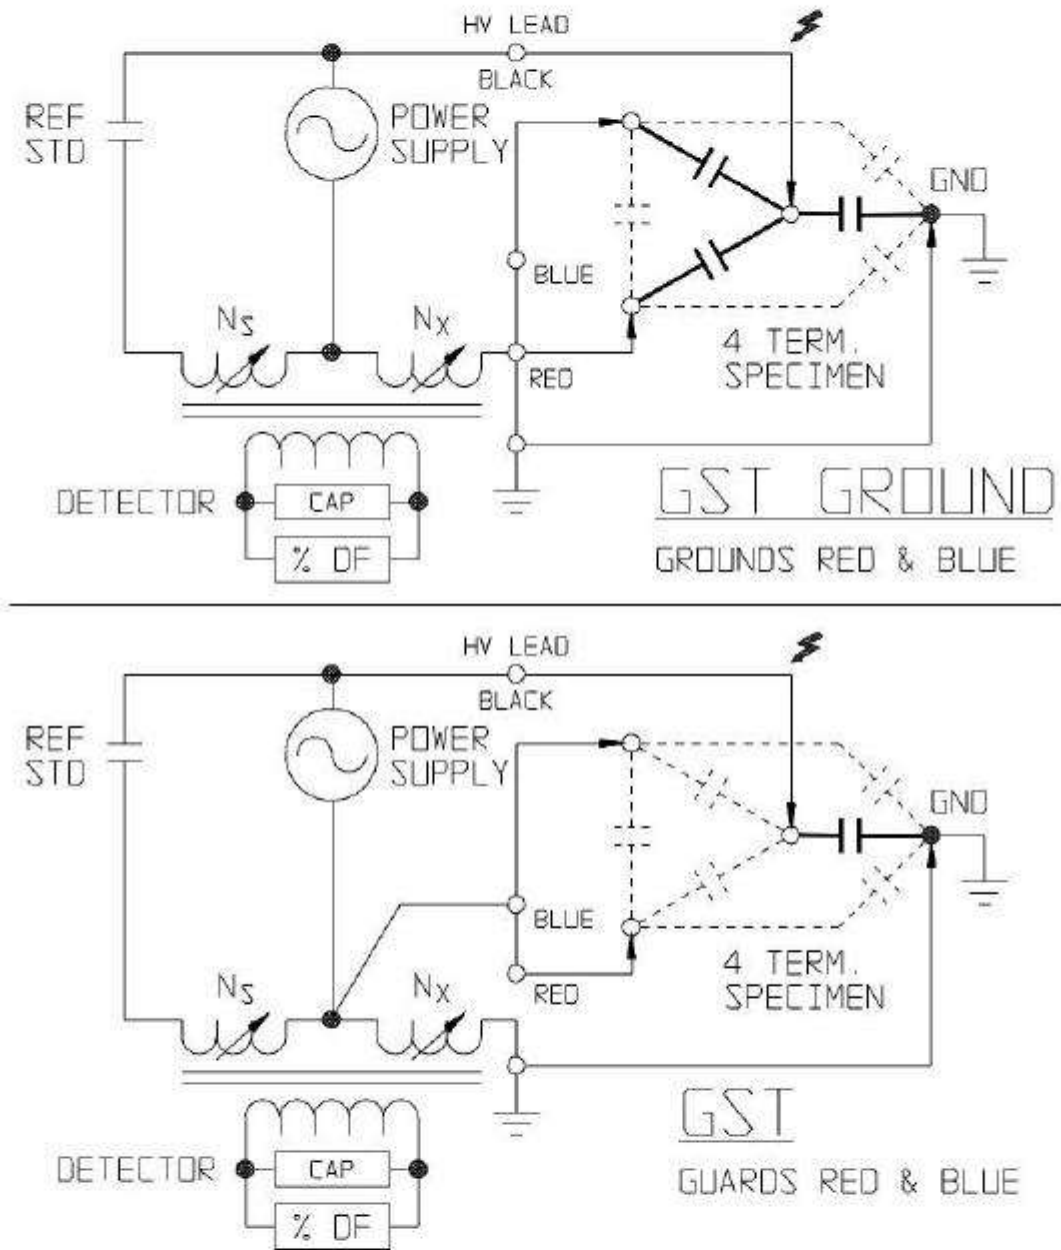 HV LEAD
BLACK
REF
STD
POWER
SUPPLY
GND
BLUE
NS
NX
RED
4 TERM.
SPECIMEN
DETECTOR
CAP
% DF
GST GROUND
GROUNDS RED & BLUE
HV LEAD
BLACK
REF
STD
POWER
SUPPLY
GND
BLUE
NS
NX
RED
4 TERM.
SPECIMEN
DETECTOR
CAP
% DF
GST
GUARDS RED & BLUE